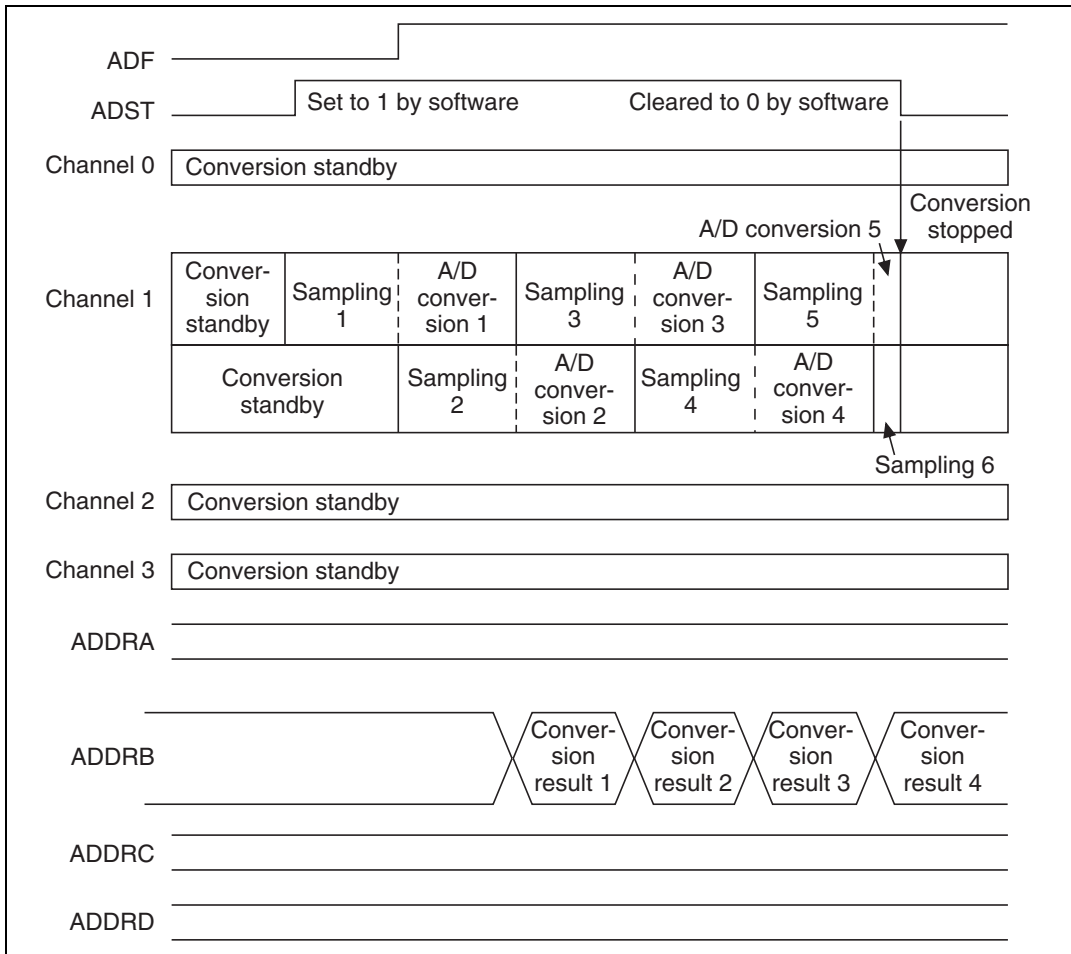 ADF
ADST
Set to 1 by software
Cleared to 0 by software
Channel 0
Conversion standby
Conversion
stopped
A/D conversion 5
Channel 1
Conver-
sion
standby
Sampling
1
A/D
conver-
sion 1
Sampling
3
A/D
conver-
sion 3
Sampling
5
Conversion
standby
Sampling
2
A/D
conver-
sion 2
Sampling
4
A/D
conver-
sion 4
Sampling 6
Channel 2
Conversion standby
Channel 3
Conversion standby
ADDRA
ADDRB
Conver-
sion
result 1
Conver-
sion
result 2
Conver-
sion
result 3
Conver-
sion
result 4
ADDRC
ADDRD